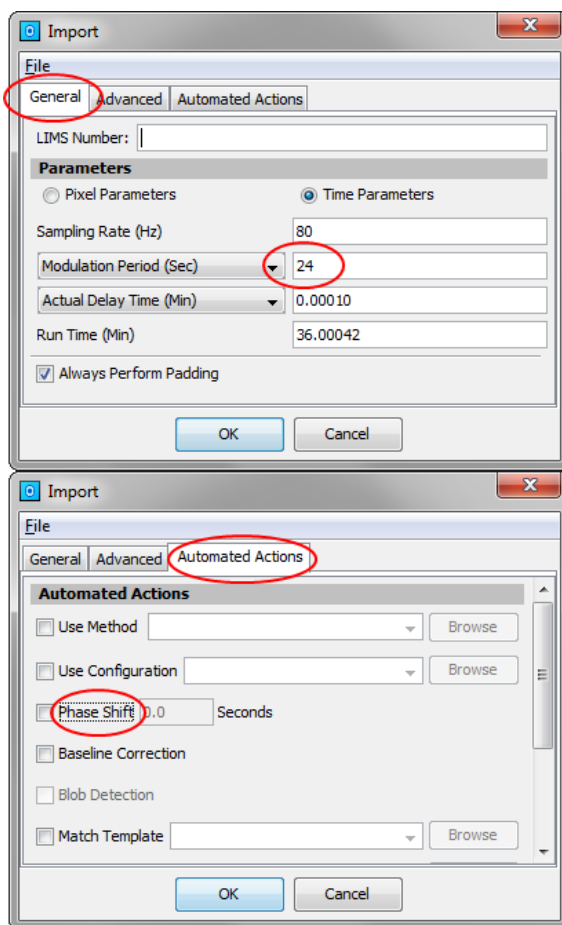 Import
File
General Advanced Automated Actions
LIMS Number:
Parameters
Pixel Parameters Time Parameters
Sampling Rate (Hz) 80
Modulation Period (Sec) 24
Actual Delay Time (Min) 0.00010
Run Time (Min) 36.00042
Always Perform Padding
OK Cancel
Import
File
General Advanced Automated Actions
Automated Actions
Use Method Browse
Use Configuration Browse
Phase Shift 0.0 Seconds
Baseline Correction
Blob Detection
Match Template Browse
OK Cancel